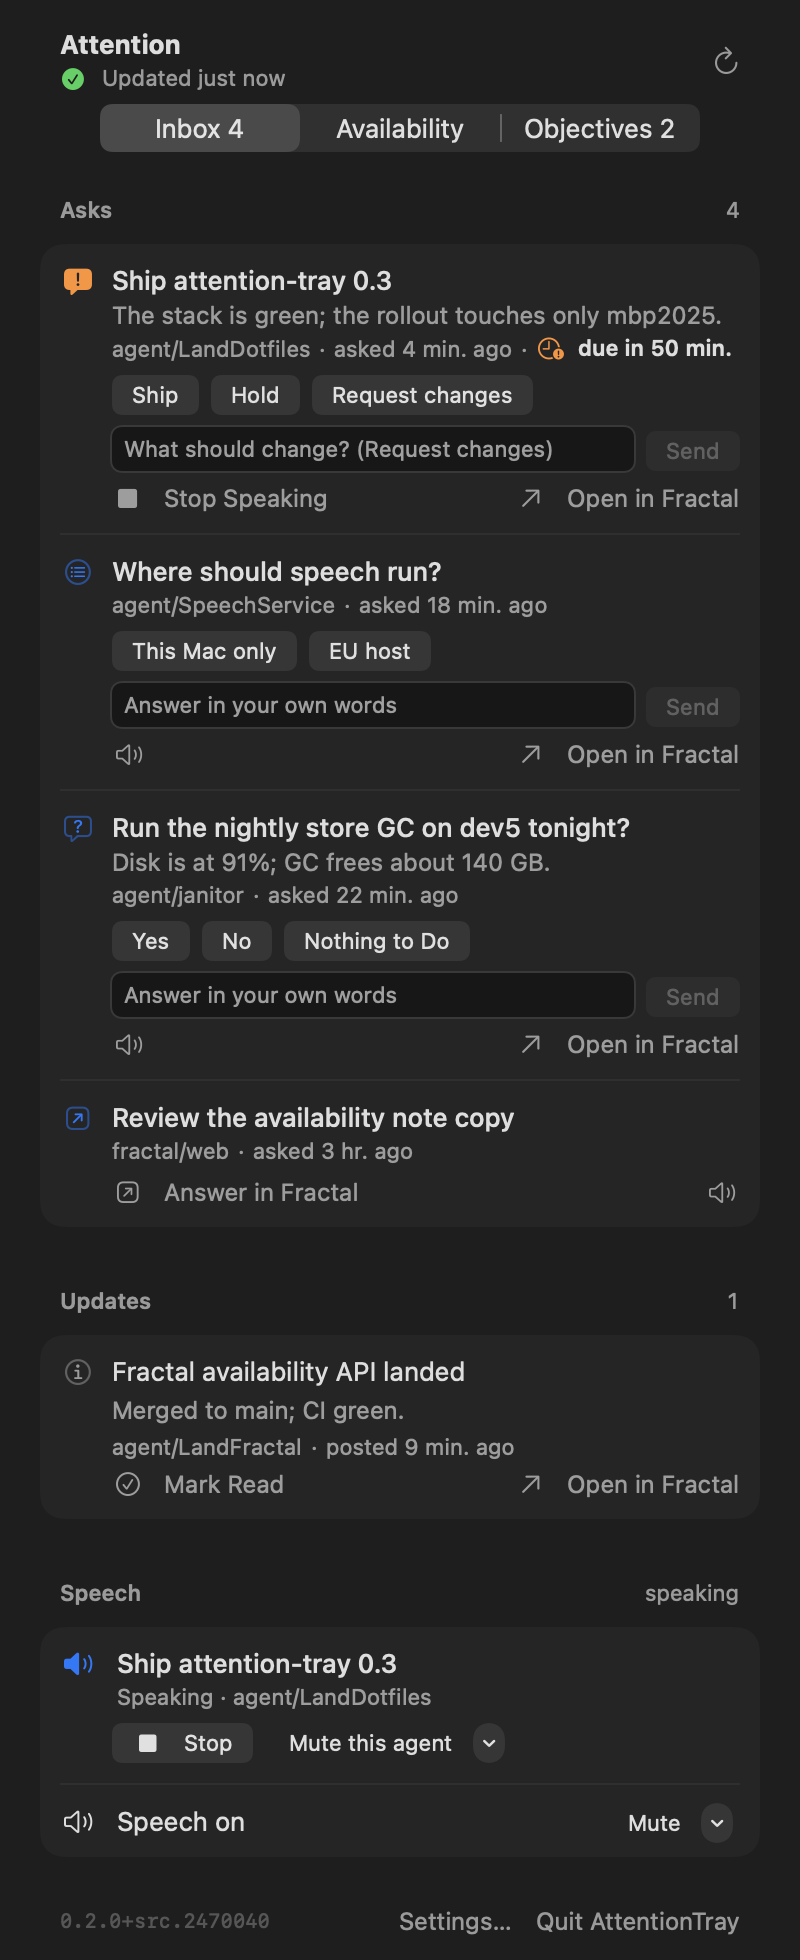 Attention
Updated just now
Inbox 4
Availability
Objectives 2
Asks
4
Ship attention-tray 0.3
The stack is green; the rollout touches only mbp2025.
agent/LandDotfiles · asked 4 min. ago · due in 50 min.
Ship
Hold
Request changes
What should change? (Request changes)
Send
Stop Speaking
Open in Fractal
Where should speech run?
agent/SpeechService · asked 18 min. ago
This Mac only
EU host
Answer in your own words
Send
Open in Fractal
Run the nightly store GC on dev5 tonight?
Disk is at 91%; GC frees about 140 GB.
agent/janitor · asked 22 min. ago
Yes
No
Nothing to Do
Answer in your own words
Send
Open in Fractal
Review the availability note copy
fractal/web · asked 3 hr. ago
Answer in Fractal
Updates
1
Fractal availability API landed
Merged to main; CI green.
agent/LandFractal · posted 9 min. ago
Mark Read
Open in Fractal
Speech
speaking
Ship attention-tray 0.3
Speaking · agent/LandDotfiles
Stop
Mute this agent
Speech on
Mute
0.2.0+src.2470040
Settings...
Quit AttentionTray